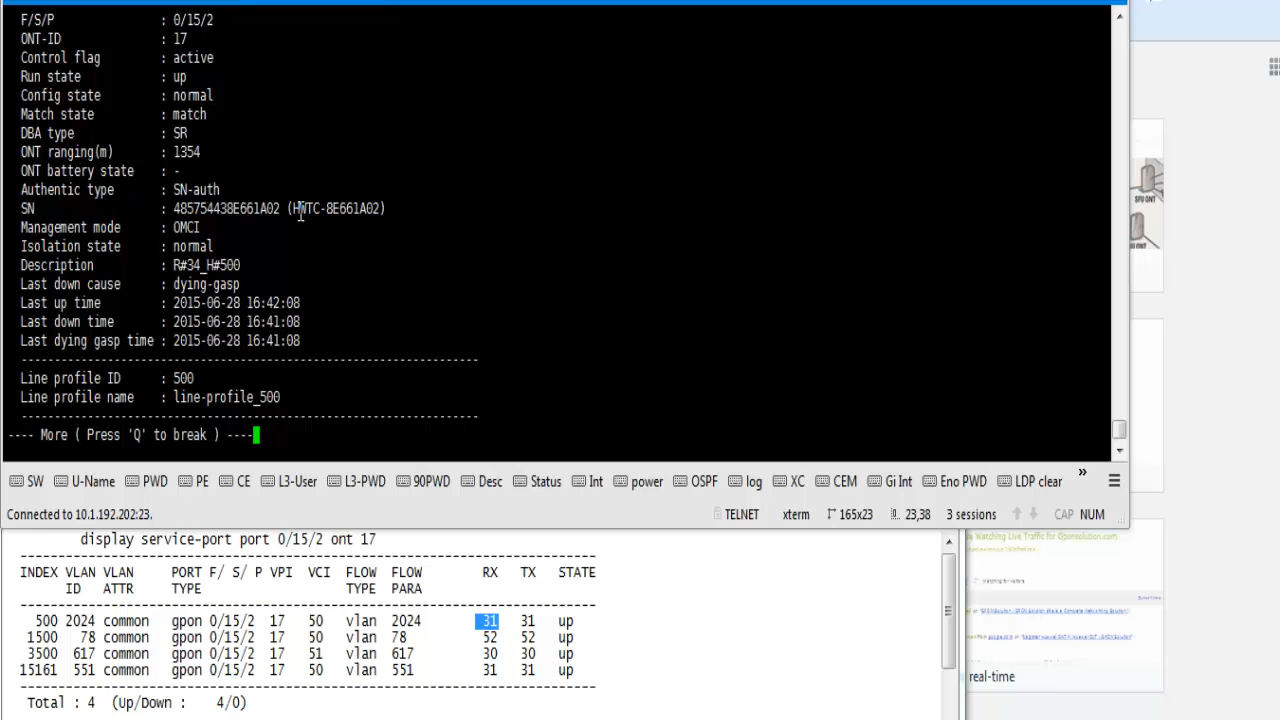 F/S/P : 0/15/2
ONT-ID : 17
Control flag : active
Run state : up
Config state : normal
Match state : match
DBA type : SR
ONT ranging(m) : 1354
ONT battery state : -
Authentic type : SN-auth
SN : 485754438E661A02 (HWTC-8E661A02)
Management mode : OMCI
Isolation state : normal
Description : R#34_H#500
Last down cause : dying-gasp
Last up time : 2015-06-28 16:42:08
Last down time : 2015-06-28 16:41:08
Last dying gasp time : 2015-06-28 16:41:08
-----------------------------------------------------------
Line profile ID : 500
Line profile name : line-profile_500
-----------------------------------------------------------
---- More ( Press 'Q' to break ) ----
SW U-Name PWD PE CE L3-User L3-PWD 90PWD Desc Status Int power OSPF log XC CEM Gi Int Eno PWD LDP clear »
Connected to 10.1.192.202:23. TELNET xterm 165x23 23,38 3 sessions CAP NUM
display service-port port 0/15/2 ont 17
-----------------------------------------------------------------------------
INDEX VLAN VLAN PORT F/ S/ P VPI VCI FLOW FLOW RX TX STATE
ID ATTR TYPE TYPE PARA
-----------------------------------------------------------------------------
500 2024 common gpon 0/15/2 17 50 vlan 2024 31 31 up
1500 78 common gpon 0/15/2 17 50 vlan 78 52 52 up
3500 617 common gpon 0/15/2 17 51 vlan 617 30 30 up
15161 551 common gpon 0/15/2 17 50 vlan 551 31 31 up
-----------------------------------------------------------------------------
Total : 4 (Up/Down : 4/0)
SFU ONT
ONT
Watching Live Traffic for Gponsolution.com
real-time